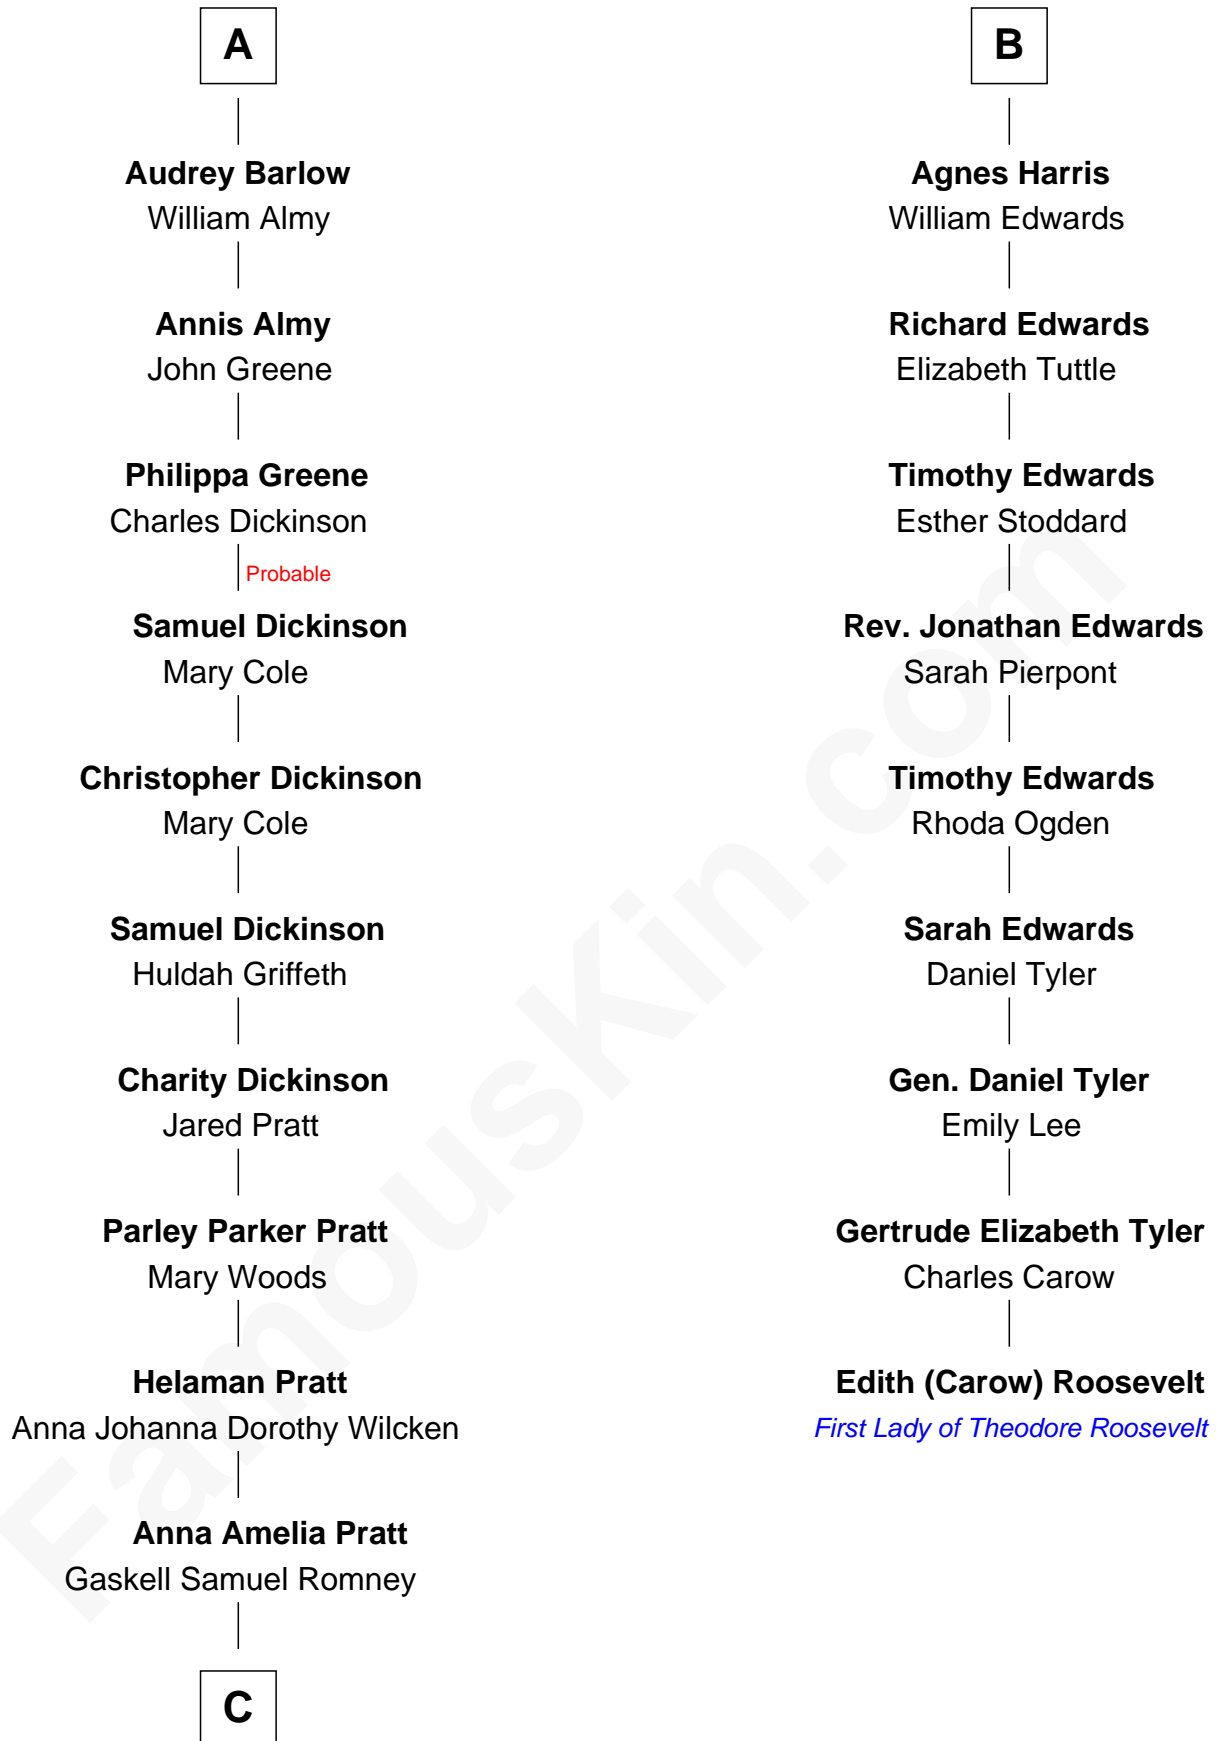 A
Audrey Barlow
William Almy
Annis Almy
John Greene
Philippa Greene
Charles Dickinson
Probable
Samuel Dickinson
Mary Cole
Christopher Dickinson
Mary Cole
Samuel Dickinson
Huldah Griffeth
Charity Dickinson
Jared Pratt
Parley Parker Pratt
Mary Woods
Helaman Pratt
Anna Johanna Dorothy Wilcken
Anna Amelia Pratt
Gaskell Samuel Romney
C
B
Agnes Harris
William Edwards
Richard Edwards
Elizabeth Tuttle
Timothy Edwards
Esther Stoddard
Rev. Jonathan Edwards
Sarah Pierpont
Timothy Edwards
Rhoda Ogden
Sarah Edwards
Daniel Tyler
Gen. Daniel Tyler
Emily Lee
Gertrude Elizabeth Tyler
Charles Carow
Edith (Carow) Roosevelt
First Lady of Theodore Roosevelt
FamousKin.com